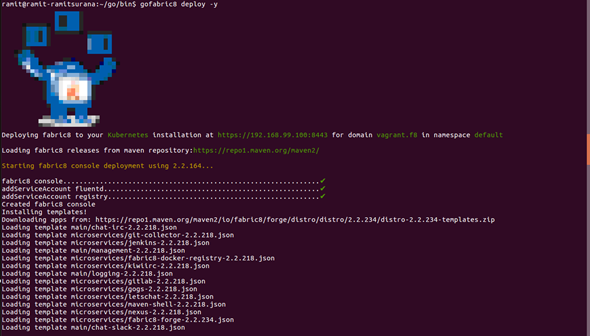 ramit@ramit-ramitsurana:~/go/bin$ gofabric8 deploy -y
Deploying fabric8 to your Kubernetes installation at https://192.168.99.100:8443 for domain vagrant.f8 in namespace default
Loading fabric8 releases from maven repository:https://repo1.maven.org/maven2/
Starting fabric8 console deployment using 2.2.164...
fabric8 console.................................................................✔
addServiceAccount fluentd.......................................................✔
addServiceAccount registry......................................................✔
Created fabric8 console
Installing templates!
Downloading apps from: https://repo1.maven.org/maven2/io/fabric8/forge/distro/distro/2.2.234/distro-2.2.234-templates.zip
Loading template main/chat-irc-2.2.218.json
Loading template microservices/git-collector-2.2.218.json
Loading template microservices/jenkins-2.2.218.json
Loading template main/management-2.2.218.json
Loading template microservices/fabric8-docker-registry-2.2.218.json
Loading template microservices/kiwiirc-2.2.218.json
Loading template main/logging-2.2.218.json
Loading template microservices/gitlab-2.2.218.json
Loading template microservices/gogs-2.2.218.json
Loading template microservices/letschat-2.2.218.json
Loading template microservices/maven-shell-2.2.218.json
Loading template microservices/nexus-2.2.218.json
Loading template microservices/fabric8-forge-2.2.234.json
Loading template main/chat-slack-2.2.218.json